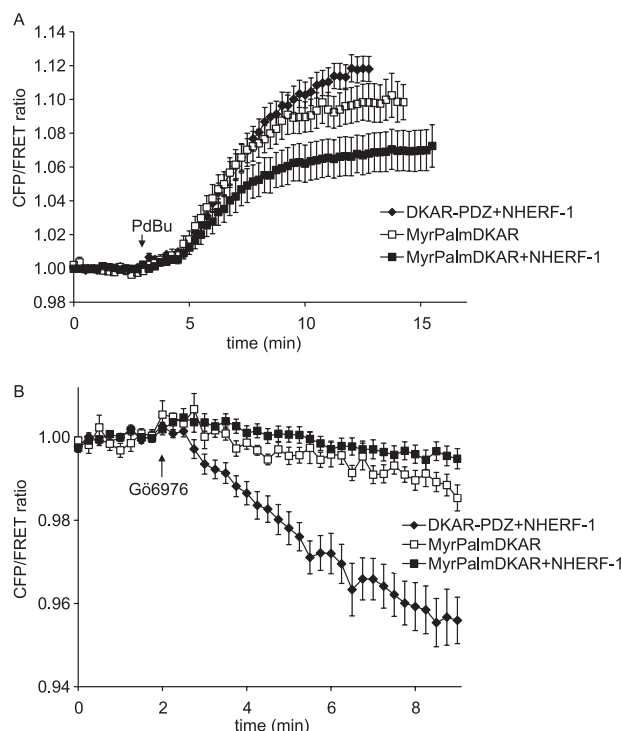 A
CFP/FRET ratio
1.14
1.12
1.10
1.08
1.06
1.04
1.02
1.00
0.98
PdBu
DKAR-PDZ+NHERF-1
MyrPalmDKAR
MyrPalmDKAR+NHERF-1
0 5 10 15
time (min)
B
CFP/FRET ratio
1.00
0.98
0.96
0.94
Gö6976
DKAR-PDZ+NHERF-1
MyrPalmDKAR
MyrPalmDKAR+NHERF-1
0 2 4 6 8
time (min)